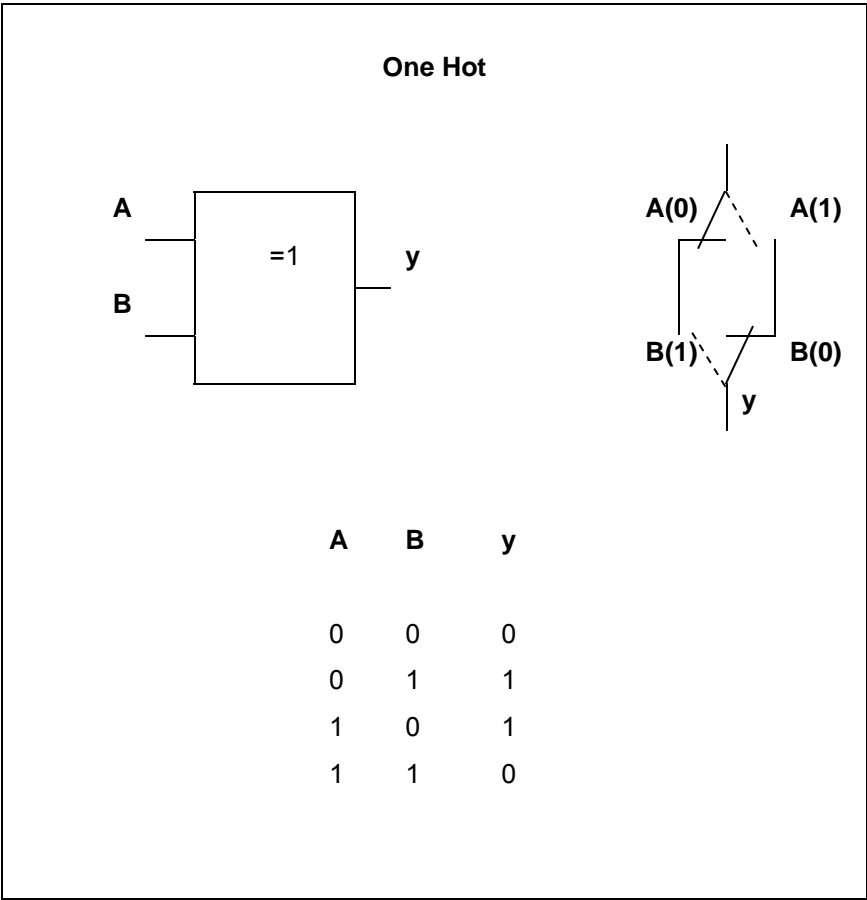 One Hot
A A(0) A(1)
=1 y
B
B(1) B(0)
y
A B y
0 0 0
0 1 1
1 0 1
1 1 0